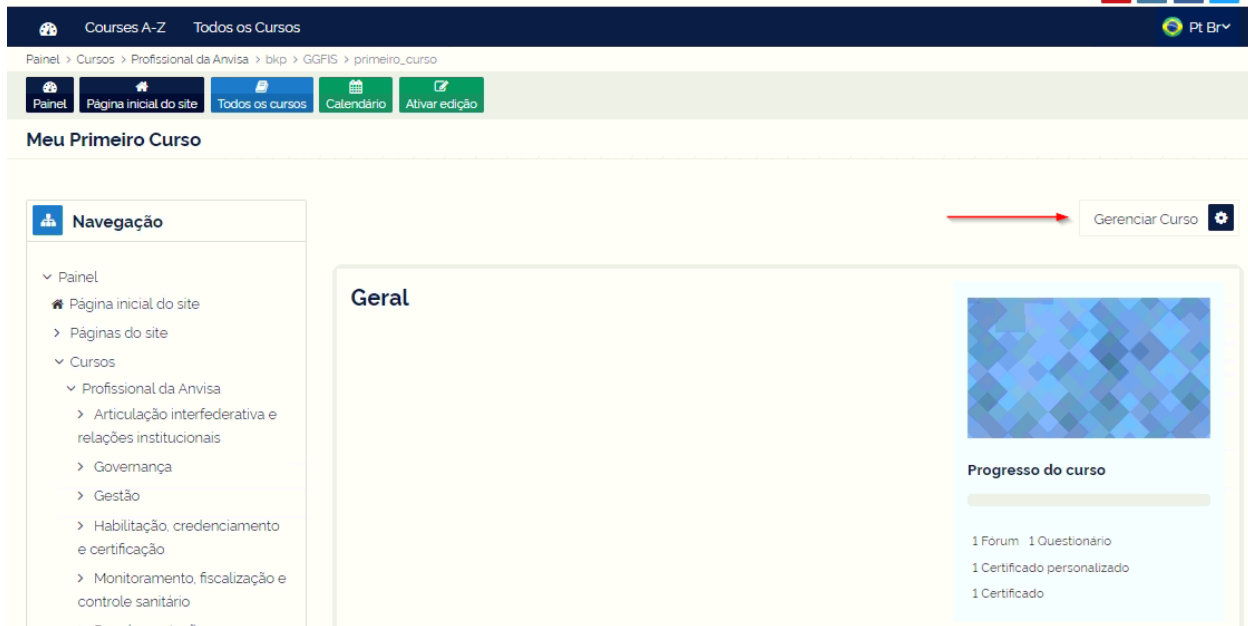 Courses A-Z Todos os Cursos Pt Br
Painel > Cursos > Profissional da Anvisa > bkp > GGFIS > primeiro_curso
Painel Página inicial do site Todos os cursos Calendário Ativar edição
Meu Primeiro Curso
Navegação
Gerenciar Curso
Painel
Página inicial do site
Páginas do site
Cursos
Profissional da Anvisa
Articulação interfederativa e
relações institucionais
Governança
Gestão
Habilitação, credenciamento
e certificação
Monitoramento, fiscalização e
controle sanitário
Geral
Progresso do curso
1 Fórum 1 Questionário
1 Certificado personalizado
1 Certificado